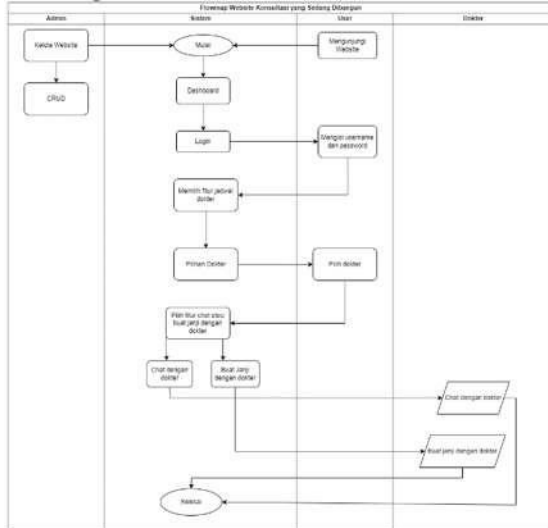 Flowmap Website Konsultasi yang Sedang Dibangun
Admin
Sistem
User
Dokter
Kelola Website
Mulai
Mengunjungi
Website
CRUD
Dashboard
Login
Mengisi username
dan password
Memilih fitur jadwal
dokter
Pilihan Dokter
Pilih dokter
Pilih fitur chat atau
buat janji dengan
dokter
Chat dengan
dokter
Buat Janji
dengan dokter
Chat dengan dokter
Buat janji dengan dokter
Selesai